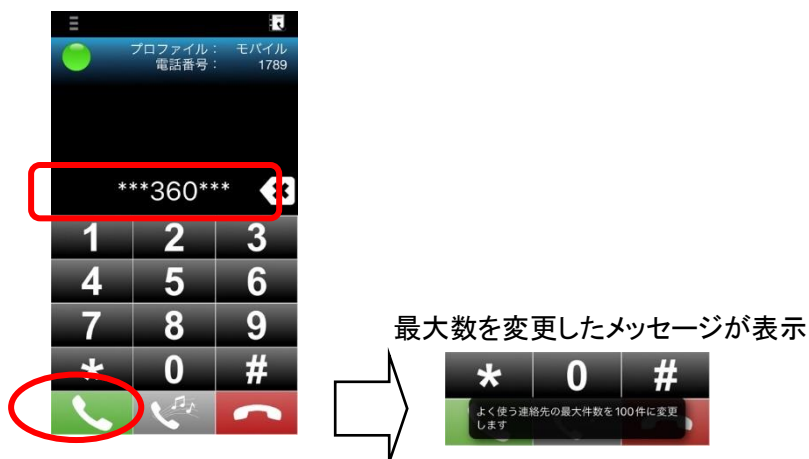 プロファイル： モバイル
電話番号： 1789
***360***
1 2 3
4 5 6
7 8 9
* 0 #
最大数を変更したメッセージが表示
* 0 #
よく使う連絡先の最大件数を100件に変更
します